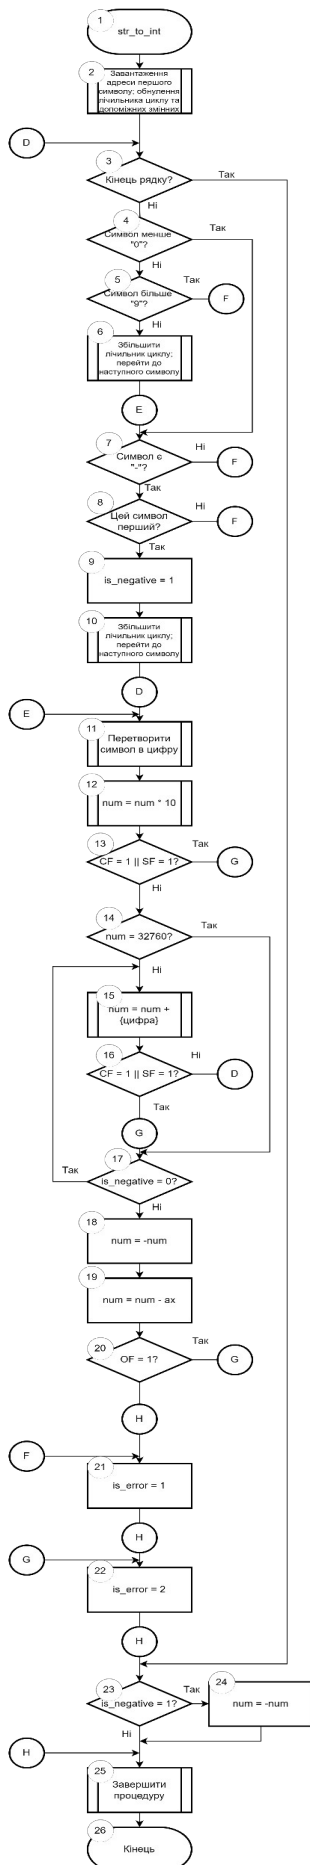 1
str_to_int
2
Завантаження
адреси першого
символу; обнулення
лічильника циклу та
допоміжних змінних
D
3
Кінець рядку?
Так
Ні
4
Символ менше
"0"?
Так
Ні
5
Символ більше
"9"?
Так
F
Ні
6
Збільшити
лічильник циклу;
перейти до
наступного символу
E
7
Символ є
"-"?
Ні
F
Так
8
Цей символ
перший?
Ні
F
Так
9
is_negative = 1
10
Збільшити
лічильник циклу;
перейти до
наступного символу
D
E
11
Перетворити
символ в цифру
12
num = num * 10
13
CF = 1 || SF = 1?
Так
G
Ні
14
num = 32760?
Так
Ні
15
num = num +
{цифра}
16
CF = 1 || SF = 1?
Ні
D
Так
G
17
is_negative = 0?
Так
Ні
18
num = -num
19
num = num - ax
20
OF = 1?
Так
G
H
F
21
is_error = 1
H
G
22
is_error = 2
H
23
is_negative = 1?
Так
24
num = -num
Ні
H
25
Завершити
процедуру
26
Кінець